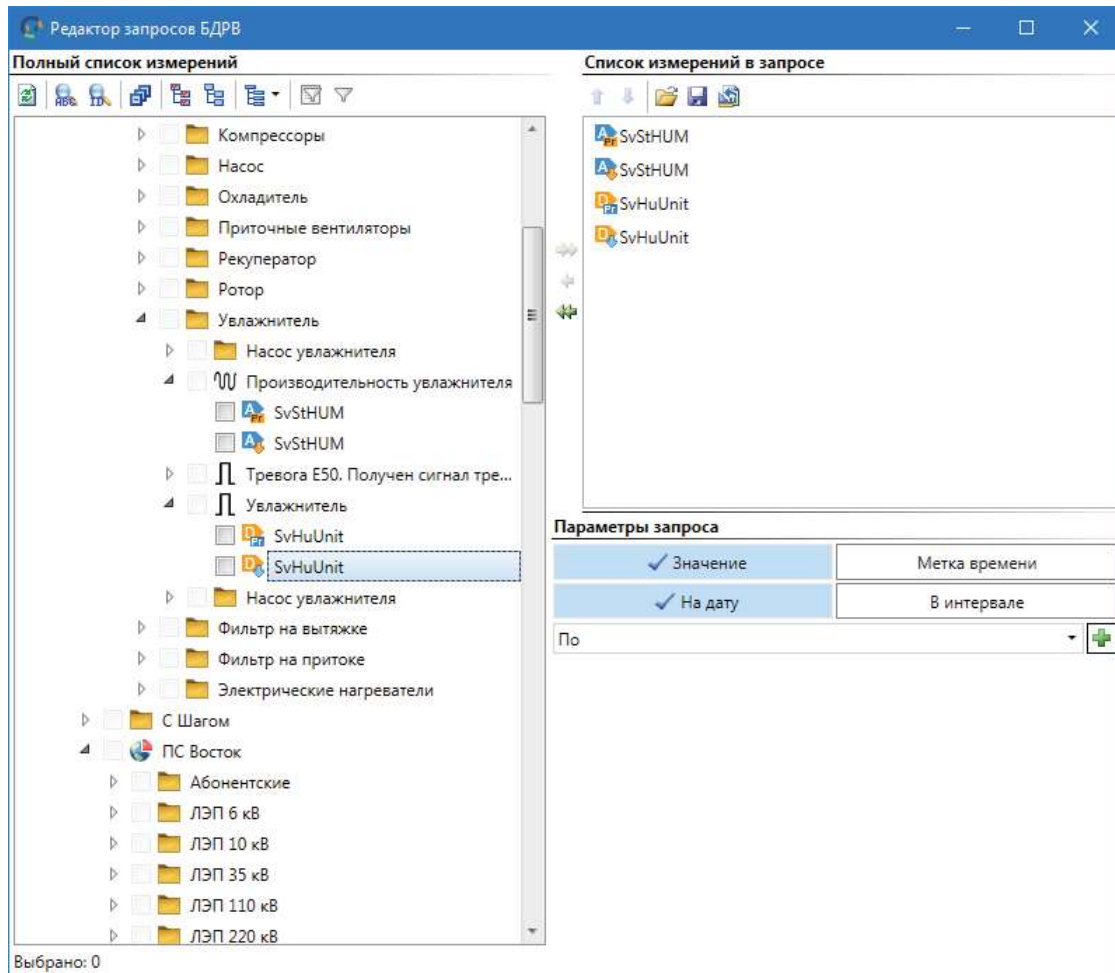 Редактор запросов БДРВ
Полный список измерений
Компрессоры
Насос
Охладитель
Приточные вентиляторы
Рекуператор
Ротор
Увлажнитель
Насос увлажнителя
Производительность увлажнителя
SvStHUM
SvStHUM
Тревога E50. Получен сигнал тре...
Увлажнитель
SvHuUnit
SvHuUnit
Насос увлажнителя
Фильтр на вытяжке
Фильтр на притоке
Электрические нагреватели
С Шагом
ПС Восток
Абонентские
ЛЭП 6 кВ
ЛЭП 10 кВ
ЛЭП 35 кВ
ЛЭП 110 кВ
ЛЭП 220 кВ
Выбрано: 0
Список измерений в запросе
SvStHUM
SvStHUM
SvHuUnit
SvHuUnit
Параметры запроса
Значение Метка времени
На дату В интервале
По